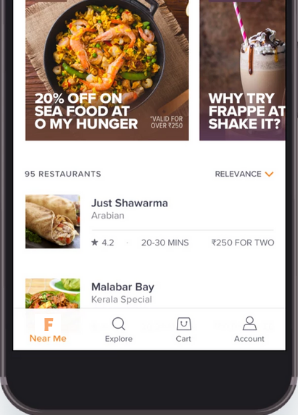 20% OFF ON
SEA FOOD AT
O MY HUNGER
*VALID FOR
OVER ₹250
WHY TRY
FRAPPE AT
SHAKE IT?
95 RESTAURANTS
RELEVANCE
Just Shawarma
Arabian
★ 4.2 · 20-30 MINS · ₹250 FOR TWO
Malabar Bay
Kerala Special
F
Near Me
Explore
Cart
Account